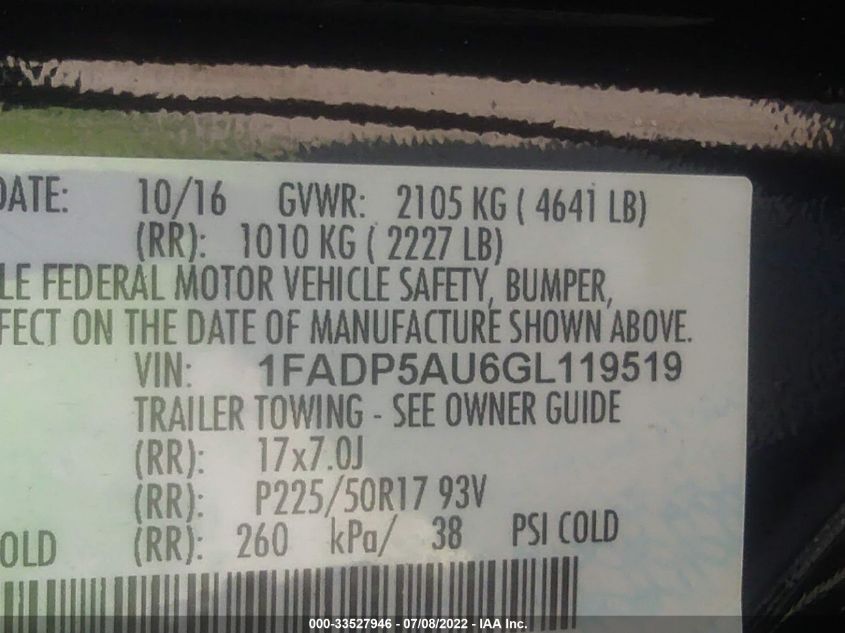 DATE: 10/16 GVWR: 2105 KG ( 4641 LB)
(RR): 1010 KG ( 2227 LB)
LE FEDERAL MOTOR VEHICLE SAFETY, BUMPER,
FECT ON THE DATE OF MANUFACTURE SHOWN ABOVE.
VIN: 1FADP5AU6GL119519
TRAILER TOWING - SEE OWNER GUIDE
(RR): 17x7.0J
(RR): P225/50R17 93V
OLD (RR): 260 kPa/ 38 PSI COLD
000-33527946 - 07/08/2022 - IAA Inc.